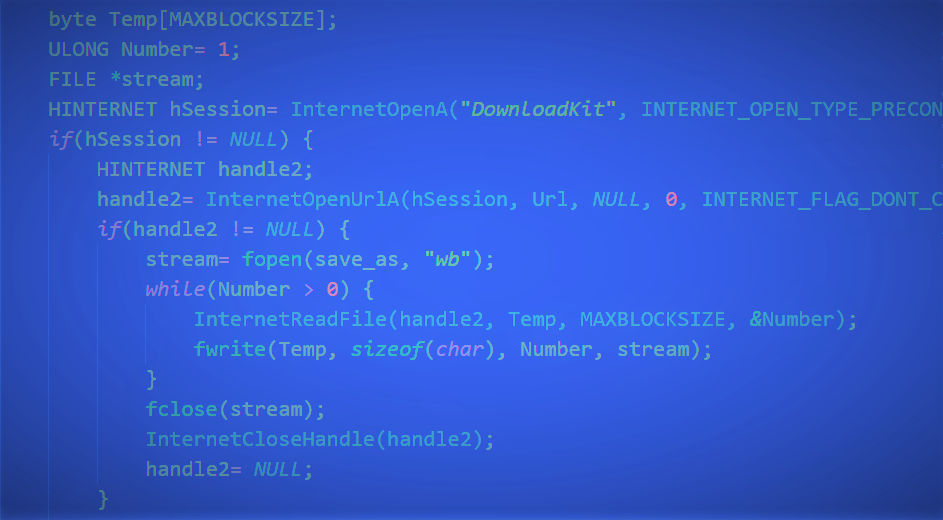 byte Temp[MAXBLOCKSIZE];
ULONG Number= 1;
FILE *stream;
HINTERNET hSession= InternetOpenA("DownloadKit", INTERNET_OPEN_TYPE_PRECON
if(hSession != NULL) {
HINTERNET handle2;
handle2= InternetOpenUrlA(hSession, Url, NULL, 0, INTERNET_FLAG_DONT_C
if(handle2 != NULL) {
stream= fopen(save_as, "wb");
while(Number > 0) {
InternetReadFile(handle2, Temp, MAXBLOCKSIZE, &Number);
fwrite(Temp, sizeof(char), Number, stream);
}
fclose(stream);
InternetCloseHandle(handle2);
handle2= NULL;
}